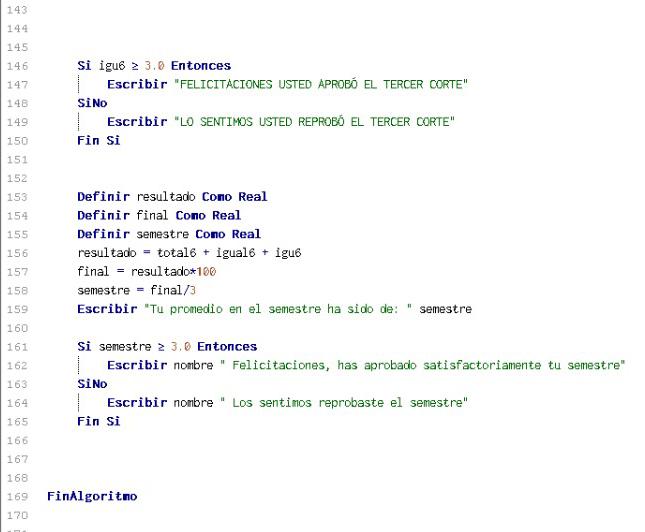 143
144
145
146 Si igu6 ≥ 3.0 Entonces
147 Escribir "FELICITACIONES USTED APROBÓ EL TERCER CORTE"
148 SiNo
149 Escribir "LO SENTIMOS USTED REPROBÓ EL TERCER CORTE"
150 Fin Si
151
152
153 Definir resultado Como Real
154 Definir final Como Real
155 Definir semestre Como Real
156 resultado = total6 + igual6 + igu6
157 final = resultado*100
158 semestre = final/3
159 Escribir "Tu promedio en el semestre ha sido de: " semestre
160
161 Si semestre ≥ 3.0 Entonces
162 Escribir nombre " Felicitaciones, has aprobado satisfactoriamente tu semestre"
163 SiNo
164 Escribir nombre " Los sentimos reprobaste el semestre"
165 Fin Si
166
167
168
169 FinAlgoritmo
170